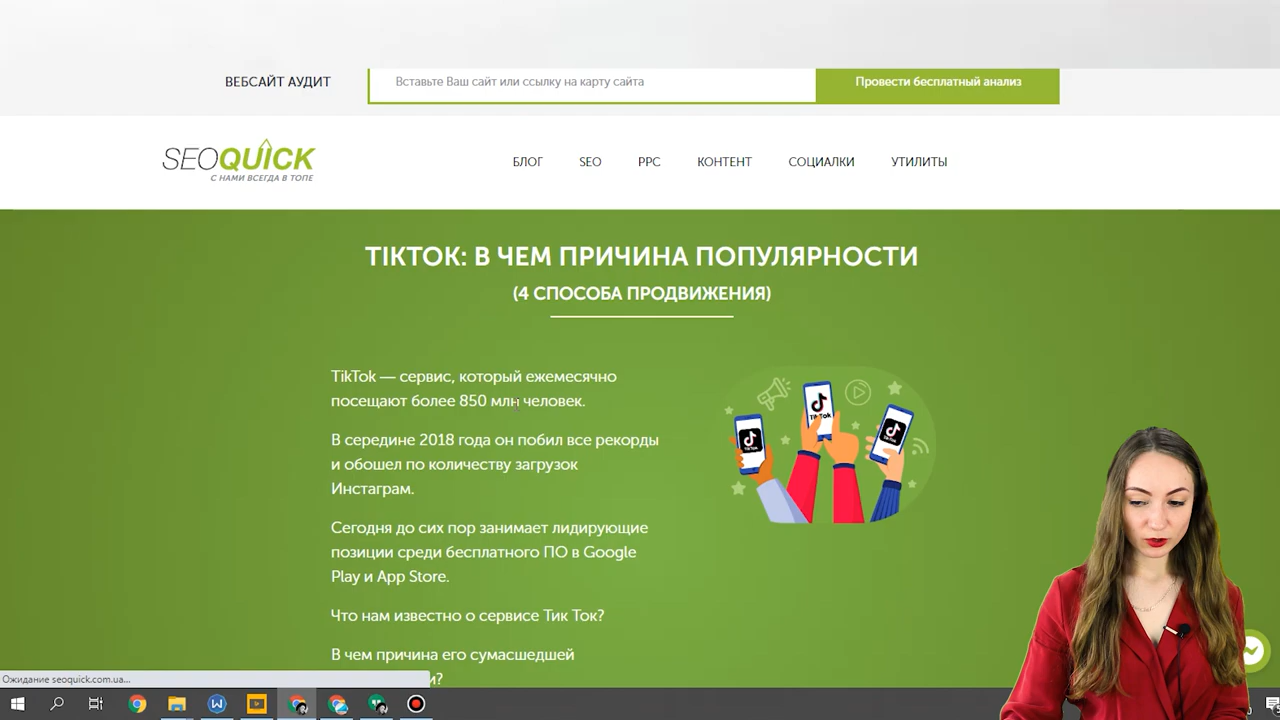 ВЕБСАЙТ АУДИТ
Вставьте Ваш сайт или ссылку на карту сайта
Провести бесплатный анализ
SEOQUICK
С НАМИ ВСЕГДА В ТОПЕ
БЛОГ
SEO
PPC
КОНТЕНТ
СОЦИАЛКИ
УТИЛИТЫ
TIKTOK: В ЧЕМ ПРИЧИНА ПОПУЛЯРНОСТИ
(4 СПОСОБА ПРОДВИЖЕНИЯ)
TikTok — сервис, который ежемесячно
посещают более 850 млн человек.
В середине 2018 года он побил все рекорды
и обошел по количеству загрузок
Инстаграм.
Сегодня до сих пор занимает лидирующие
позиции среди бесплатного ПО в Google
Play и App Store.
Что нам известно о сервисе Тик Ток?
В чем причина его сумасшедшей
Ожидание seoquick.com.ua...